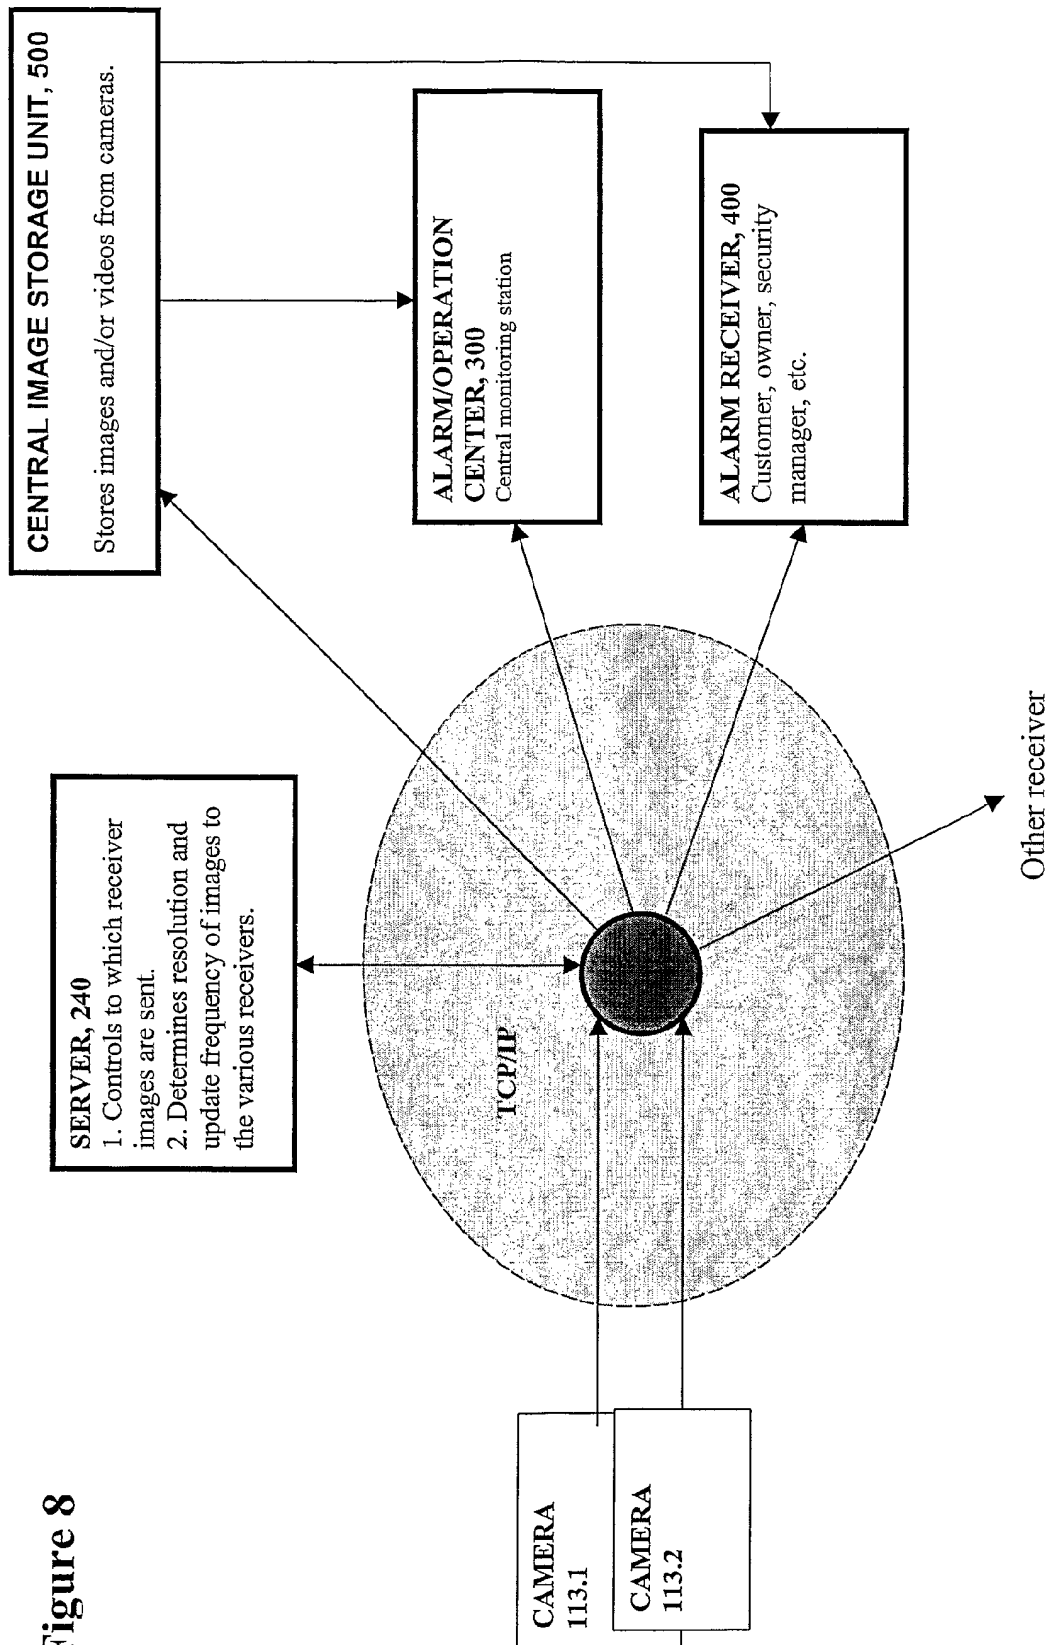 Figure 8
SERVER, 240
1. Controls to which receiver
images are sent.
2. Determines resolution and
update frequency of images to
the various receivers.
CENTRAL IMAGE STORAGE UNIT, 500
Stores images and/or videos from cameras.
ALARM/OPERATION
CENTER, 300
Central monitoring station
ALARM RECEIVER, 400
Customer, owner, security
manager, etc.
TCP/IP
CAMERA
113.1
CAMERA
113.2
Other receiver